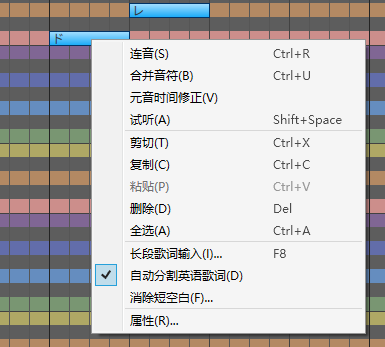 レ
ド
连音(S) Ctrl+R
合并音符(B) Ctrl+U
元音时间修正(V)
试听(A) Shift+Space
剪切(T) Ctrl+X
复制(C) Ctrl+C
粘贴(P) Ctrl+V
删除(D) Del
全选(A) Ctrl+A
长段歌词输入(I)... F8
自动分割英语歌词(D)
消除短空白(F)...
属性(R)...